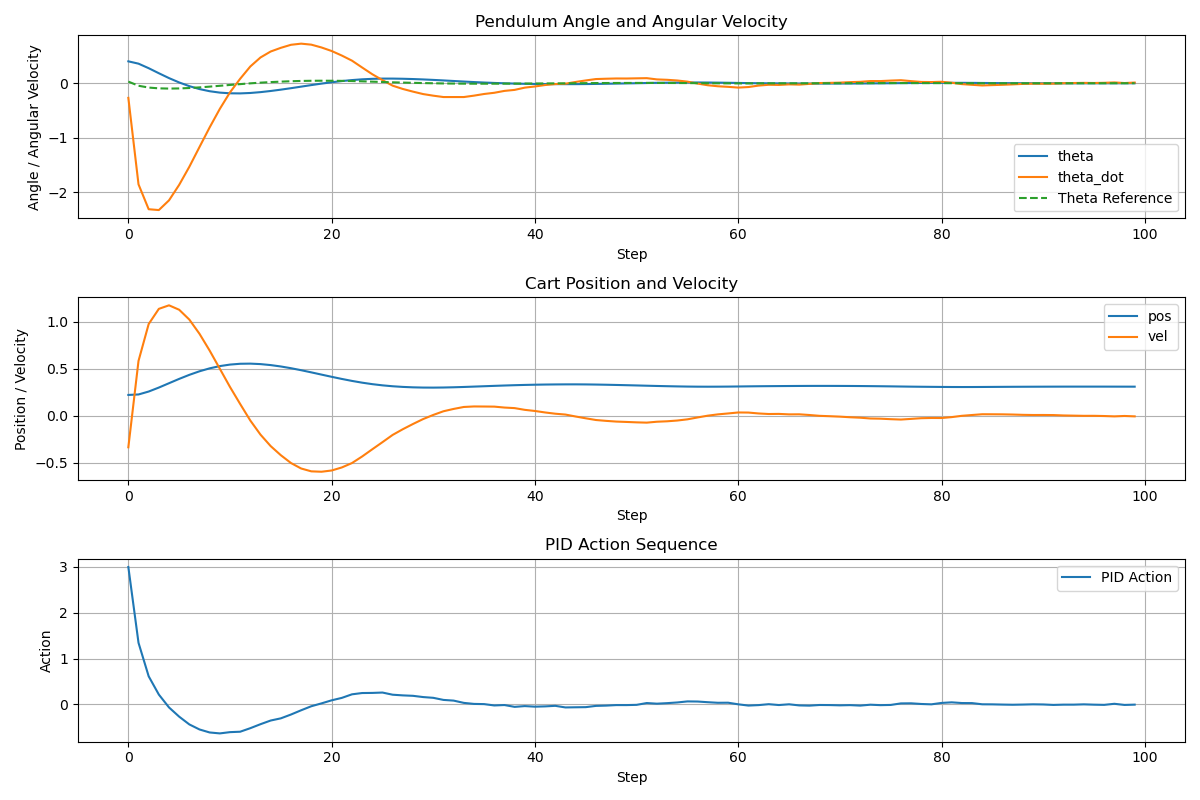 Pendulum Angle and Angular Velocity
Angle / Angular Velocity
0
−1
−2
theta
theta_dot
Theta Reference
0 20 40 60 80 100
Step
Cart Position and Velocity
Position / Velocity
1.0
0.5
0.0
−0.5
pos
vel
0 20 40 60 80 100
Step
PID Action Sequence
Action
3
2
1
0
PID Action
0 20 40 60 80 100
Step